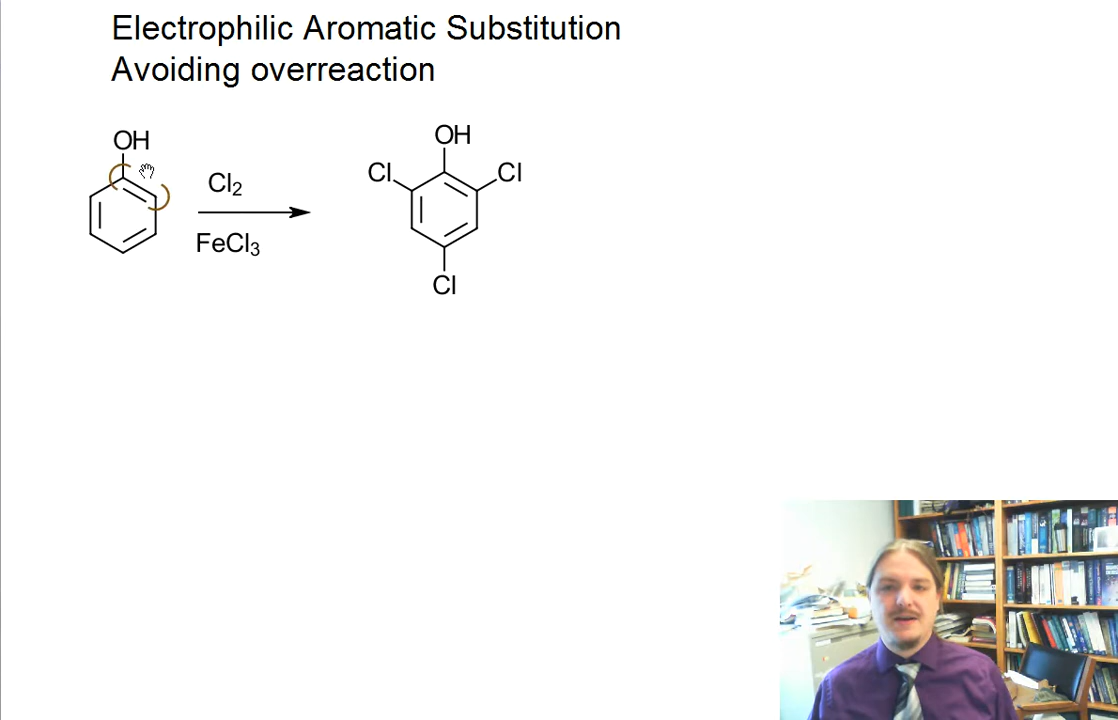 Electrophilic Aromatic Substitution
Avoiding overreaction
OH
Cl2
FeCl3
OH
Cl
Cl
Cl